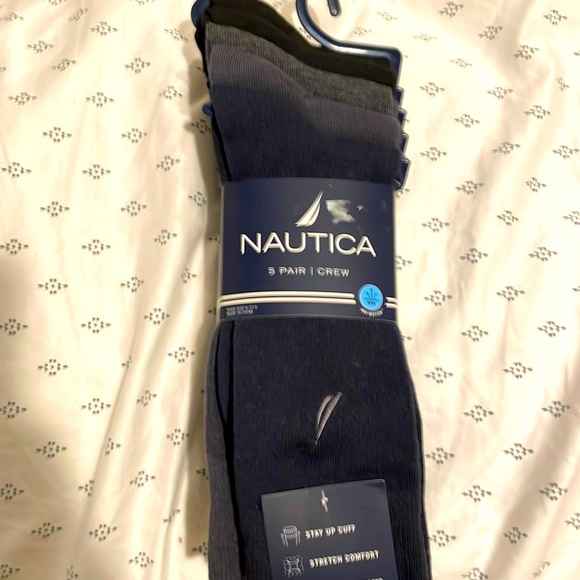 NAUTICA
5 PAIR | CREW
STAY UP CUFF
STRETCH COMFORT